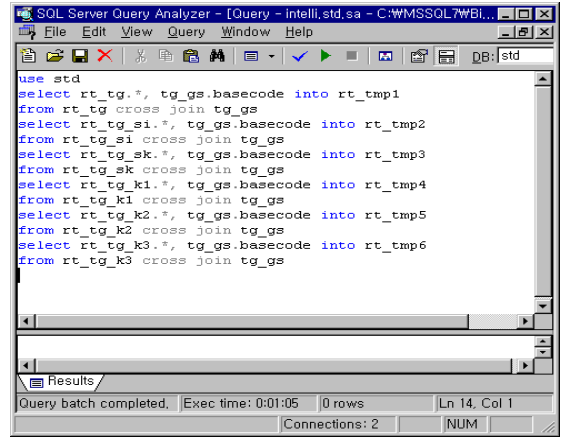 SQL Server Query Analyzer - [Query - intelli.std.sa - C:₩MSSQL7₩Bi...
File Edit View Query Window Help
DB: std
use std
select rt_tg.*, tg_gs.basecode into rt_tmp1
from rt_tg cross join tg_gs
select rt_tg_si.*, tg_gs.basecode into rt_tmp2
from rt_tg_si cross join tg_gs
select rt_tg_sk.*, tg_gs.basecode into rt_tmp3
from rt_tg_sk cross join tg_gs
select rt_tg_k1.*, tg_gs.basecode into rt_tmp4
from rt_tg_k1 cross join tg_gs
select rt_tg_k2.*, tg_gs.basecode into rt_tmp5
from rt_tg_k2 cross join tg_gs
select rt_tg_k3.*, tg_gs.basecode into rt_tmp6
from rt_tg_k3 cross join tg_gs
Results
Query batch completed. Exec time: 0:01:05 0 rows Ln 14, Col 1
Connections: 2 NUM